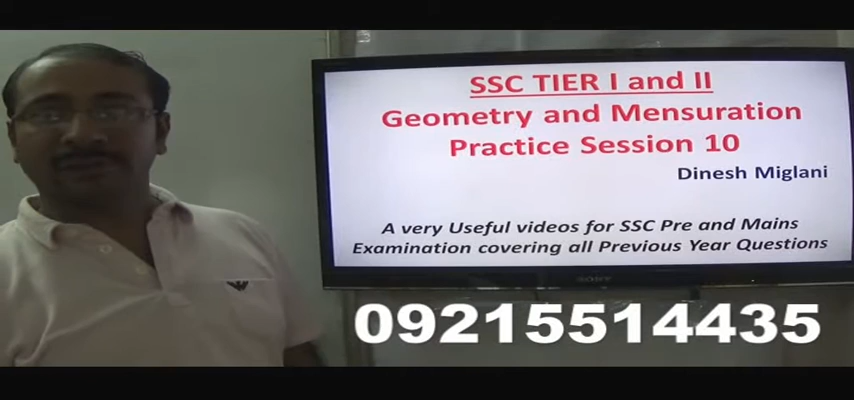 SSC TIER I and II
Geometry and Mensuration
Practice Session 10
Dinesh Miglani
A very Useful videos for SSC Pre and Mains
Examination covering all Previous Year Questions
SONY
09215514435